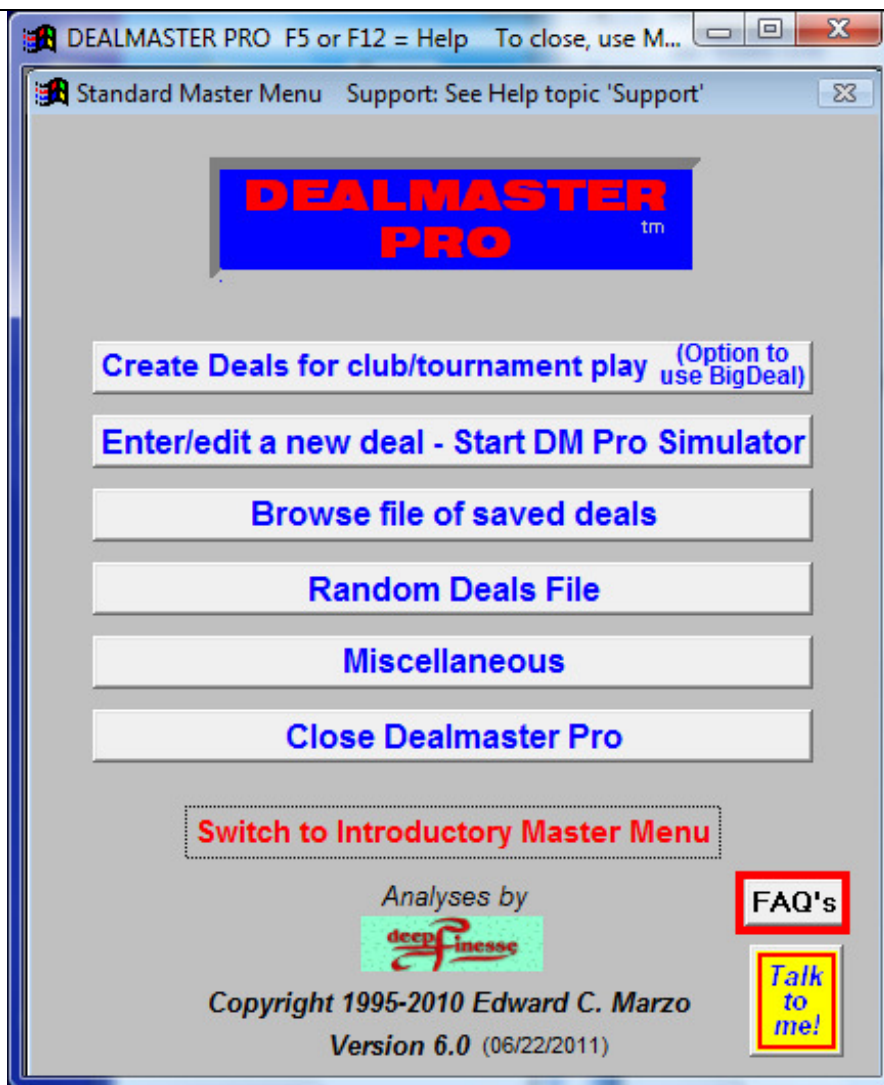 DEALMASTER PRO F5 or F12 = Help To close, use M...
Standard Master Menu Support: See Help topic 'Support'
DEALMASTER
PRO tm
Create Deals for club/tournament play (Option to
use BigDeal)
Enter/edit a new deal - Start DM Pro Simulator
Browse file of saved deals
Random Deals File
Miscellaneous
Close Dealmaster Pro
Switch to Introductory Master Menu
Analyses by
deep finesse
FAQ's
Talk
to
me!
Copyright 1995-2010 Edward C. Marzo
Version 6.0 (06/22/2011)